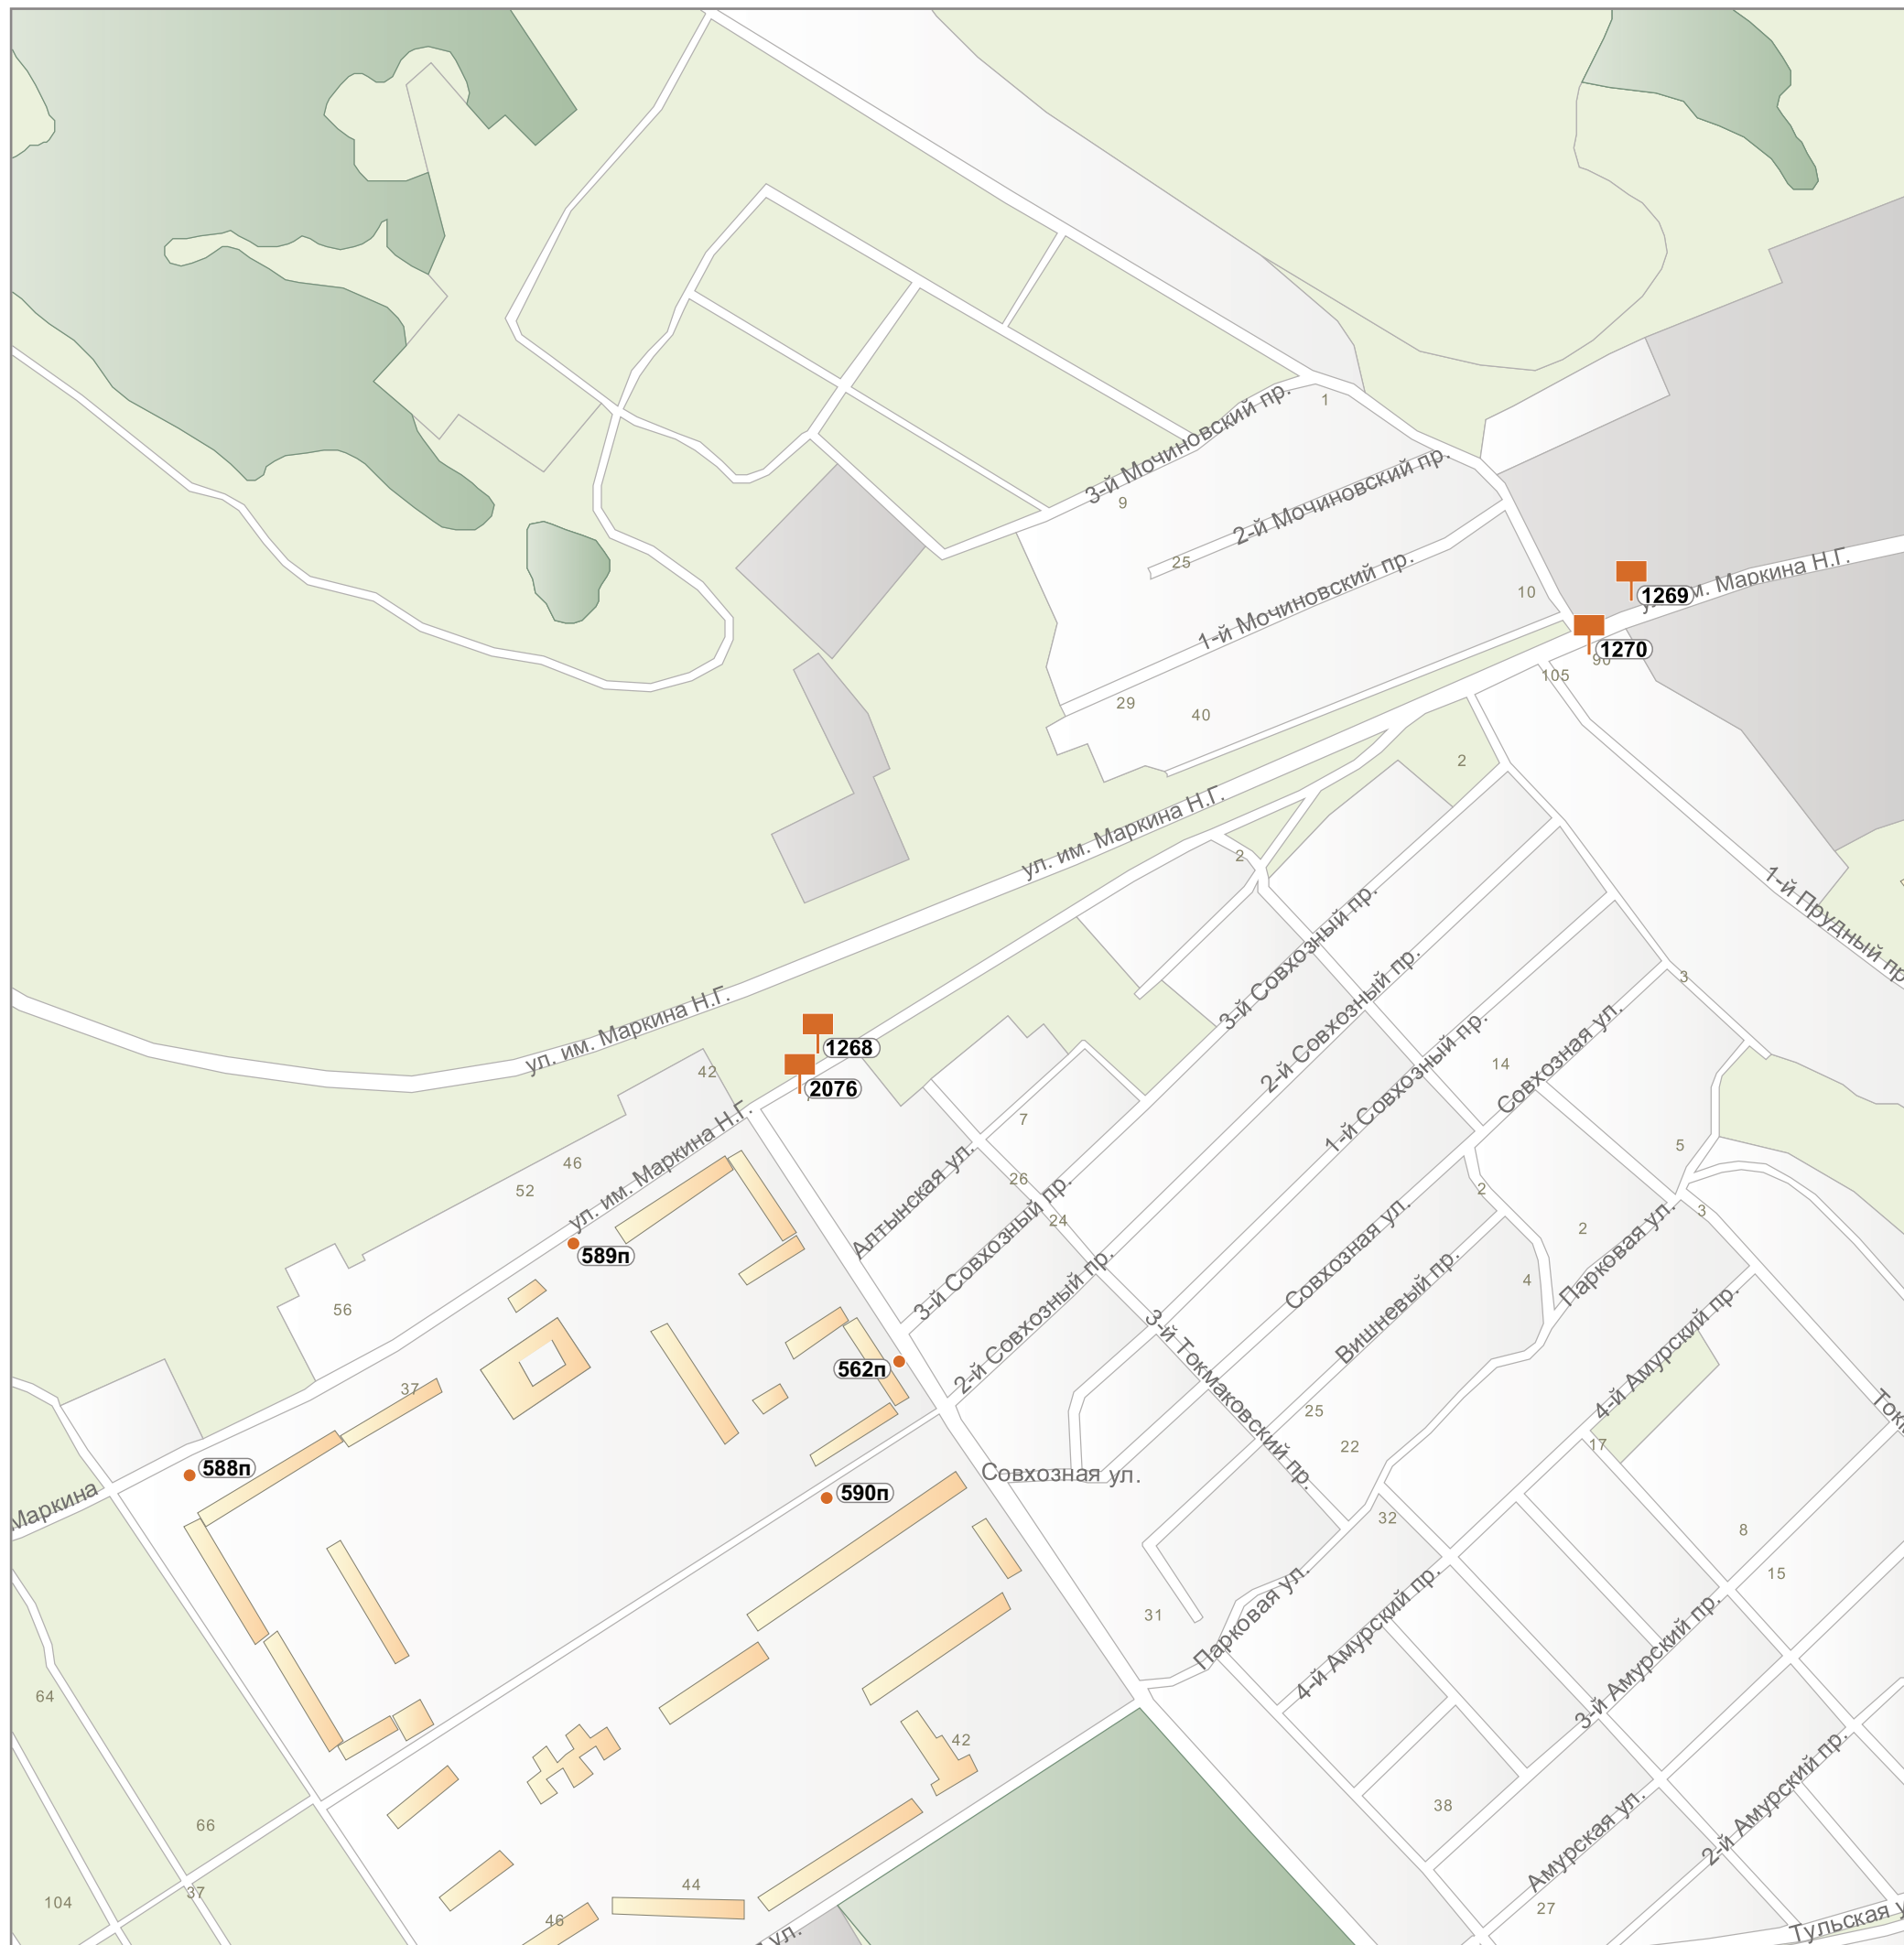 1
3-й Мочиновский пр.
2-й Мочиновский пр.
9
25
1-й Мочиновский пр.
10
1269
м. Маркина Н.Г.
1270
90
105
29
40
2
ул. им. Маркина Н.Г.
2
1-й Прудный пр
3-й Совхозный пр.
2-й Совхозный пр.
3
ул. им. Маркина Н.Г.
1268
2076
42
1-й Совхозный пр.
14
Совхозная ул.
7
ул. им. Маркина Н.Г.
46
52
26
24
Алтынская ул.
3-й Совхозный пр.
5
2
3
2
Парковая ул.
589п
56
2-й Совхозный пр.
Совхозная ул.
Вишневый пр.
4
562п
37
3-й Токмаковский пр.
4-й Амурский пр.
25
22
17
588п
590п
Совхозная ул.
Маркина
32
8
15
31
Парковая ул.
4-й Амурский пр.
3-й Амурский пр.
64
42
38
66
Амурская ул.
2-й Амурский пр.
104
37
44
46
27
Тульская у
ул.